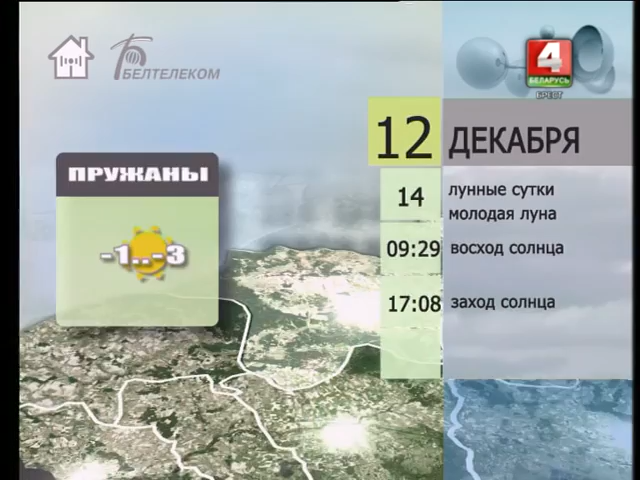 БЕЛТЕЛЕКОМ
4
БЕЛАРУСЬ
БРЕСТ
12 ДЕКАБРЯ
ПРУЖАНЫ
-1..-3
14 лунные сутки
молодая луна
09:29 восход солнца
17:08 заход солнца